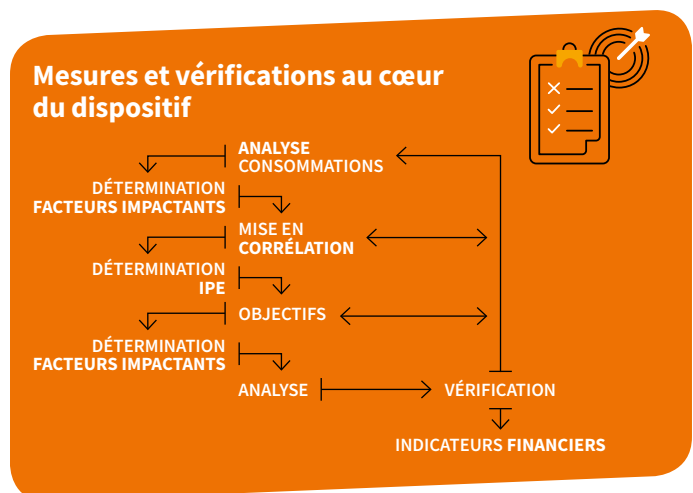 Mesures et vérifications au cœur
du dispositif
ANALYSE
CONSOMMATIONS
DÉTERMINATION
FACTEURS IMPACTANTS
MISE EN
CORRÉLATION
DÉTERMINATION
IPE
OBJECTIFS
DÉTERMINATION
FACTEURS IMPACTANTS
ANALYSE
VÉRIFICATION
INDICATEURS FINANCIERS